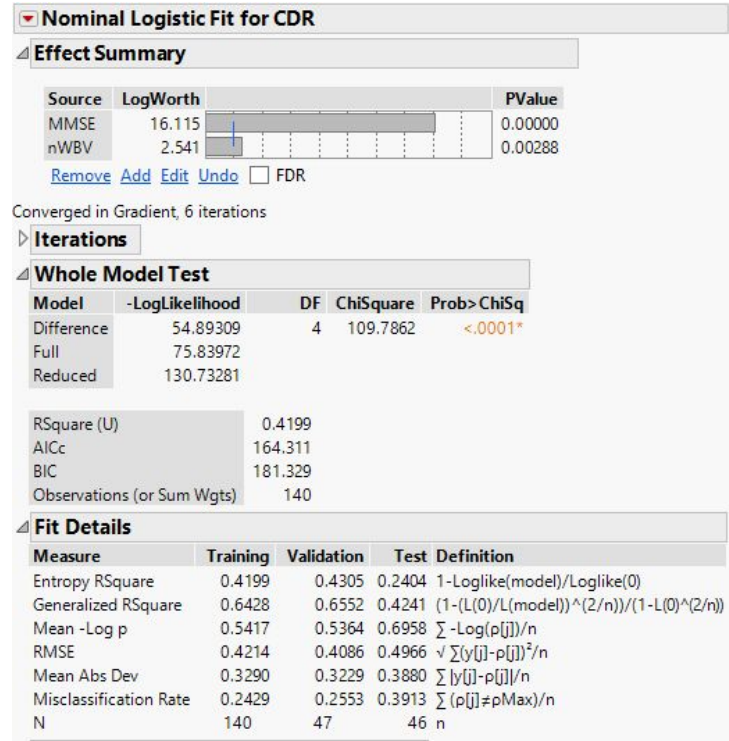 Nominal Logistic Fit for CDR
Effect Summary
Source LogWorth PValue
MMSE 16.115 0.00000
nWBV 2.541 0.00288
Remove Add Edit Undo FDR
Converged in Gradient, 6 iterations
Iterations
Whole Model Test
Model -LogLikelihood DF ChiSquare Prob>ChiSq
Difference 54.89309 4 109.7862 <.0001*
Full 75.83972
Reduced 130.73281
RSquare (U) 0.4199
AICc 164.311
BIC 181.329
Observations (or Sum Wgts) 140
Fit Details
Measure Training Validation Test Definition
Entropy RSquare 0.4199 0.4305 0.2404 1-Loglike(model)/Loglike(0)
Generalized RSquare 0.6428 0.6552 0.4241 (1-(L(0)/L(model))^(2/n))/(1-L(0)^(2/n))
Mean -Log p 0.5417 0.5364 0.6958 ∑ -Log(ρ[j])/n
RMSE 0.4214 0.4086 0.4966 √ ∑(y[j]-ρ[j])²/n
Mean Abs Dev 0.3290 0.3229 0.3880 ∑ |y[j]-ρ[j]|/n
Misclassification Rate 0.2429 0.2553 0.3913 ∑ (ρ[j]≠ρMax)/n
N 140 47 46 n